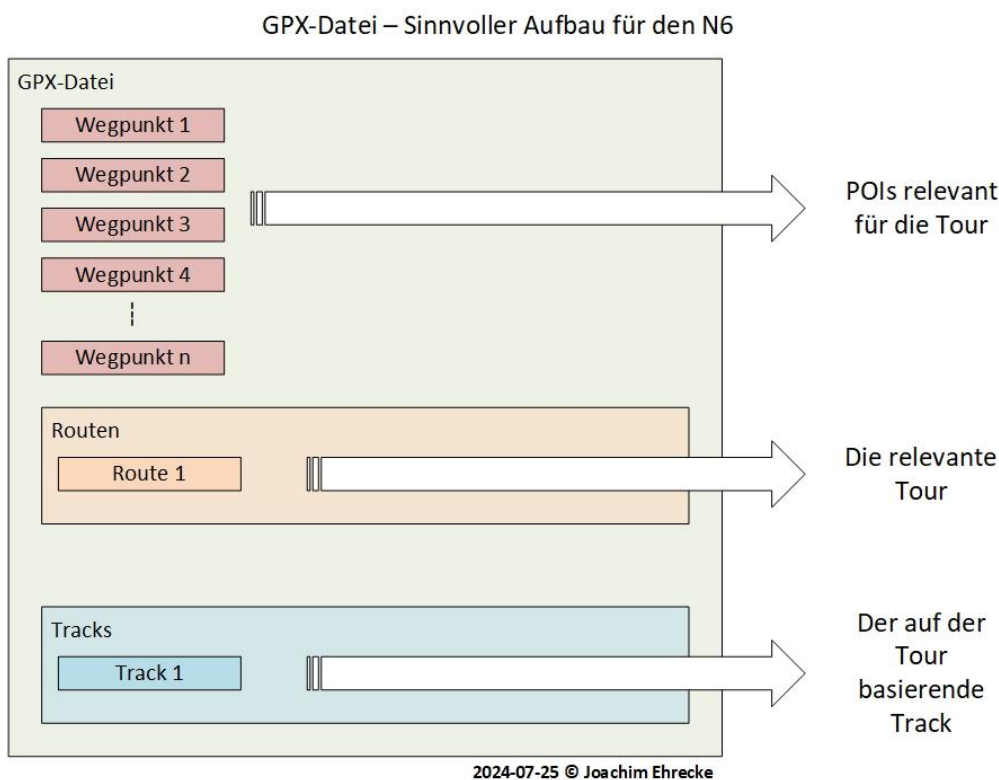 GPX-Datei – Sinnvoller Aufbau für den N6
GPX-Datei
Wegpunkt 1
Wegpunkt 2
Wegpunkt 3
Wegpunkt 4
Wegpunkt n
POIs relevant
für die Tour
Routen
Route 1
Die relevante
Tour
Tracks
Track 1
Der auf der
Tour
basierende
Track
2024-07-25 © Joachim Ehrecke